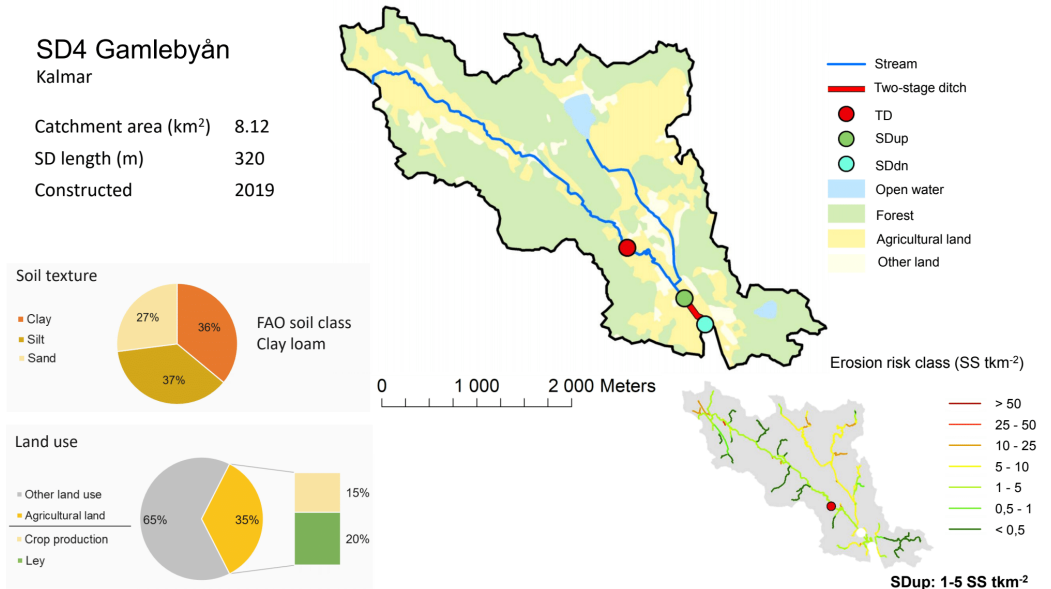 SD4 Gamlebyån
Kalmar
Catchment area (km²) 8.12
SD length (m) 320
Constructed 2019
Stream
Two-stage ditch
TD
SDup
SDdn
Open water
Forest
Agricultural land
Other land
Soil texture
Clay
Silt
Sand
27%
36%
37%
FAO soil class
Clay loam
0 1 000 2 000 Meters
Land use
Other land use
Agricultural land
Crop production
Ley
65%
35%
15%
20%
Erosion risk class (SS tkm-2)
> 50
25 - 50
10 - 25
5 - 10
1 - 5
0,5 - 1
< 0,5
SDup: 1-5 SS tkm-2